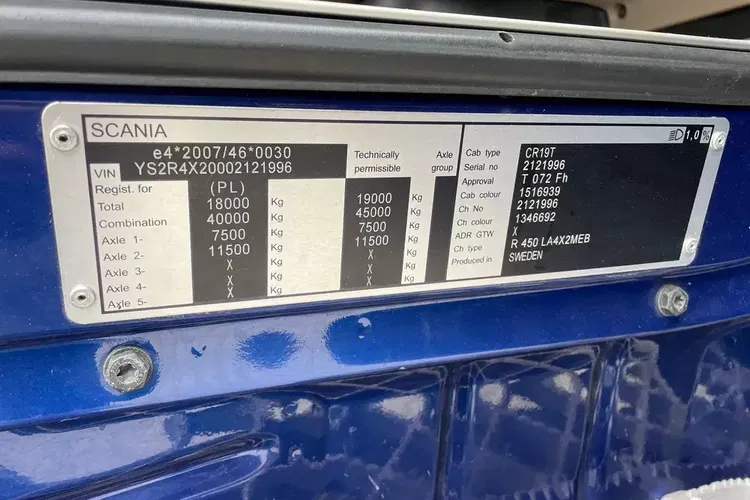 SCANIA
e4*2007/46*0030
VIN YS2R4X20002121996
Regist. for (PL)
Technically permissible
Axle group
Total 18000 Kg 19000 Kg
Combination 40000 Kg 45000 Kg
Axle 1- 7500 Kg 7500 Kg
Axle 2- 11500 Kg 11500 Kg
Axle 3- X Kg X Kg
Axle 4- X Kg X Kg
Axle 5- X Kg X Kg
1,0 %
Cab type CR19T
Serial no 2121996
Approval T 072 Fh
Cab colour 1516939
Ch No 2121996
Ch colour 1346692
ADR GTW X
Ch type R 450 LA4X2MEB
Produced in SWEDEN